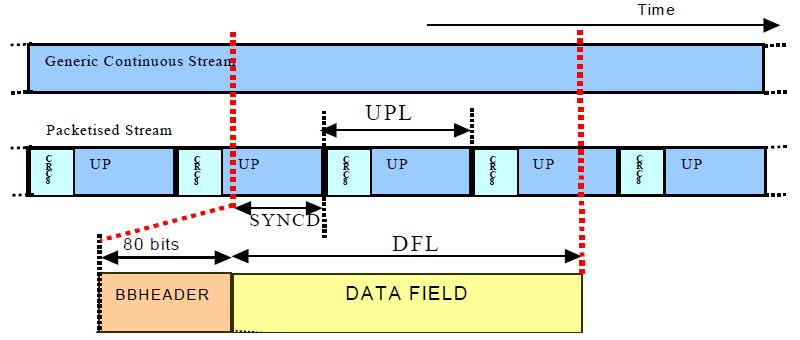 Time
Generic Continuous Stream
UPL
Packetised Stream
CRC8 UP CRC8 UP CRC8 UP CRC8 UP CRC8 UP
SYNCD
80 bits
DFL
BBHEADER
DATA FIELD